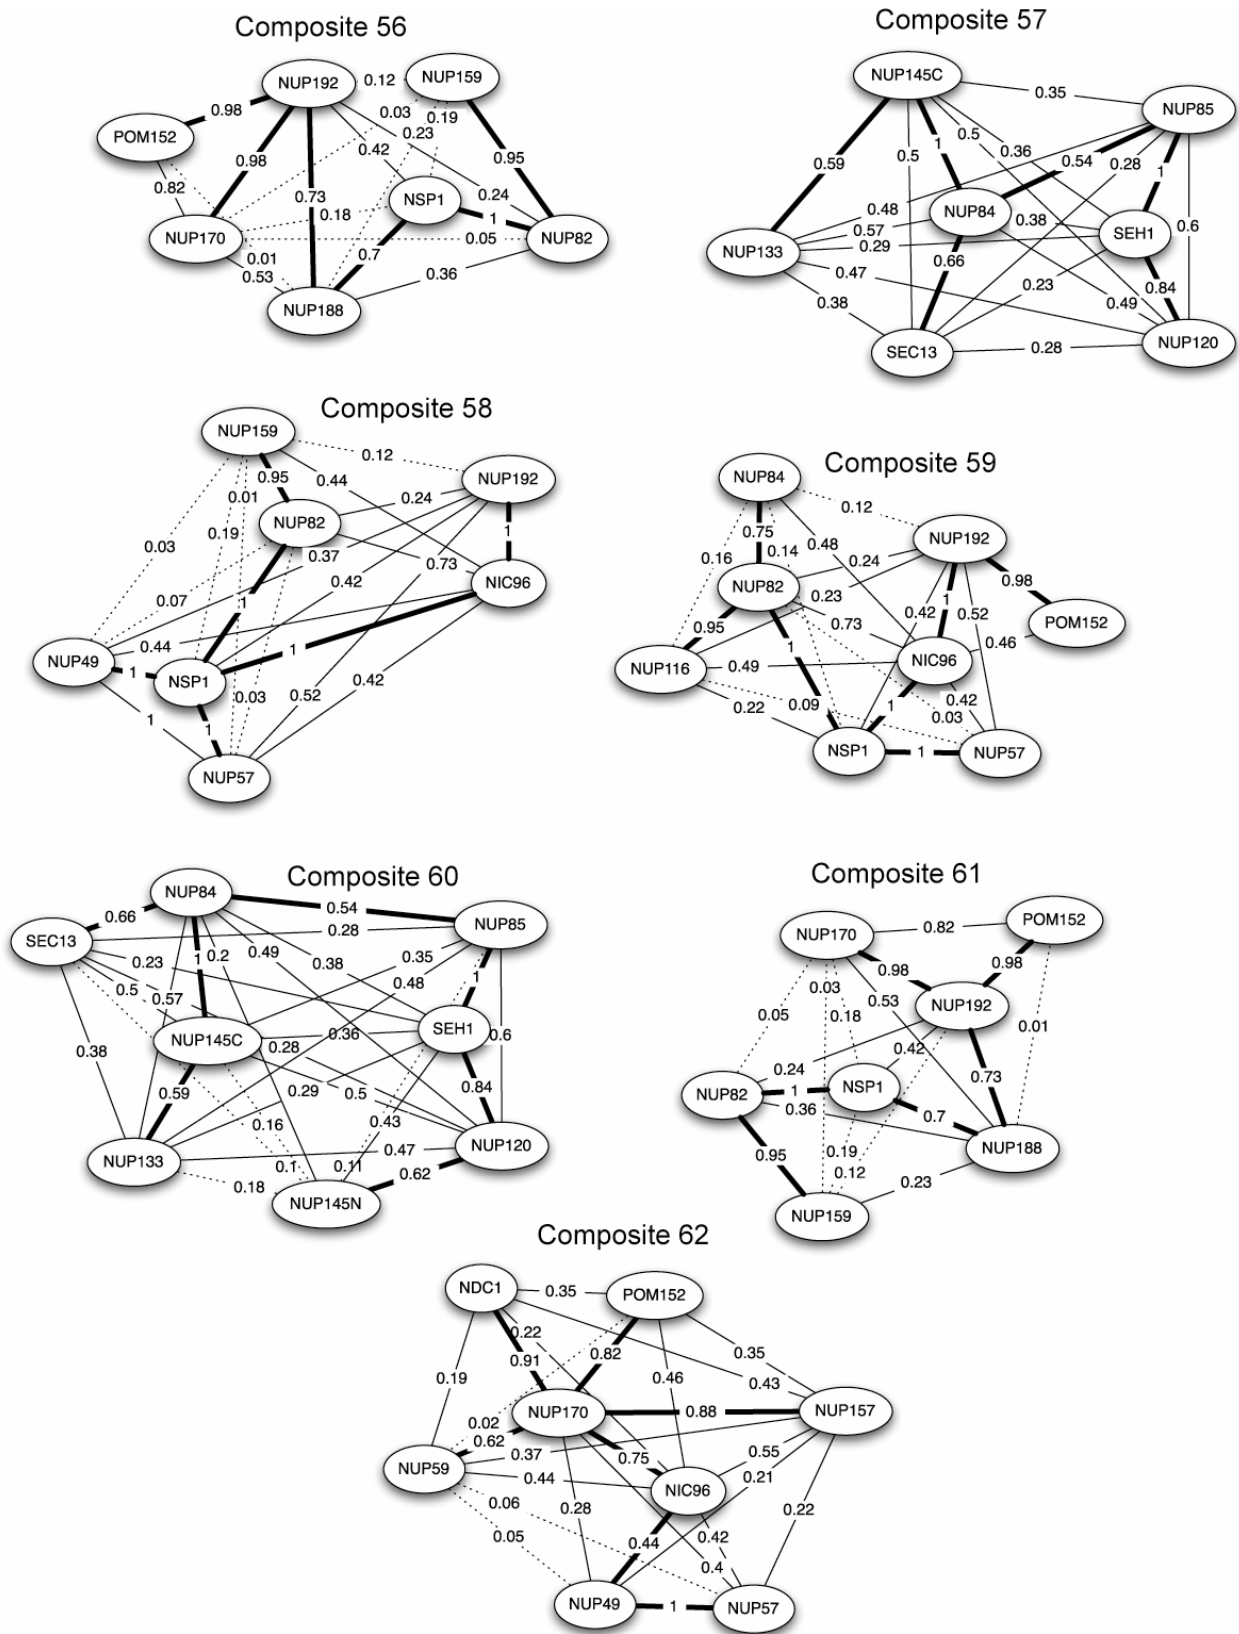 Composite 56
NUP192
0.12
NUP159
0.98
0.03
0.19
POM152
0.23
0.42
0.98
0.95
0.82
0.73
NSP1
0.24
0.18
1
NUP170
0.05
NUP82
0.01
0.7
0.53
0.36
NUP188
Composite 57
NUP145C
0.35
NUP85
0.5
0.59
1
0.5
0.36
0.54
0.28
1
0.48
NUP84
0.38
0.6
0.57
SEH1
NUP133
0.29
0.66
0.47
0.23
0.84
0.38
0.49
SEC13
0.28
NUP120
Composite 58
NUP159
0.12
0.95
0.44
NUP192
0.01
0.24
NUP82
0.19
1
0.03
0.37
0.73
0.42
NIC96
0.07
1
0.44
1
NUP49
1
NSP1
0.03
0.52
0.42
1
1
NUP57
Composite 59
NUP84
0.12
0.75
0.48
NUP192
0.16
0.14
0.24
0.98
NUP82
0.23
1
0.95
0.42
0.52
POM152
0.73
0.46
1
NUP116
0.49
NIC96
0.22
0.09
1
0.42
0.03
NSP1
1
NUP57
Composite 60
NUP84
0.66
0.54
NUP85
SEC13
0.28
0.2
0.49
0.35
0.23
1
0.38
1
0.5
0.57
0.48
NUP145C
0.36
SEH1
0.6
0.38
0.28
0.59
0.29
0.5
0.84
0.16
0.43
NUP133
0.1
0.11
0.47
NUP120
0.18
0.62
NUP145N
Composite 61
NUP170
0.82
POM152
0.98
0.98
0.03
0.53
NUP192
0.05
0.18
0.01
0.42
0.24
0.73
NUP82
1
NSP1
0.36
0.7
0.95
0.19
NUP188
0.12
0.23
NUP159
Composite 62
NDC1
0.35
POM152
0.22
0.91
0.82
0.35
0.19
0.46
0.43
NUP170
0.88
NUP157
0.02
0.62
0.37
0.75
0.55
NUP59
0.44
0.21
NIC96
0.06
0.28
0.22
0.05
0.44
0.42
0.4
NUP49
1
NUP57